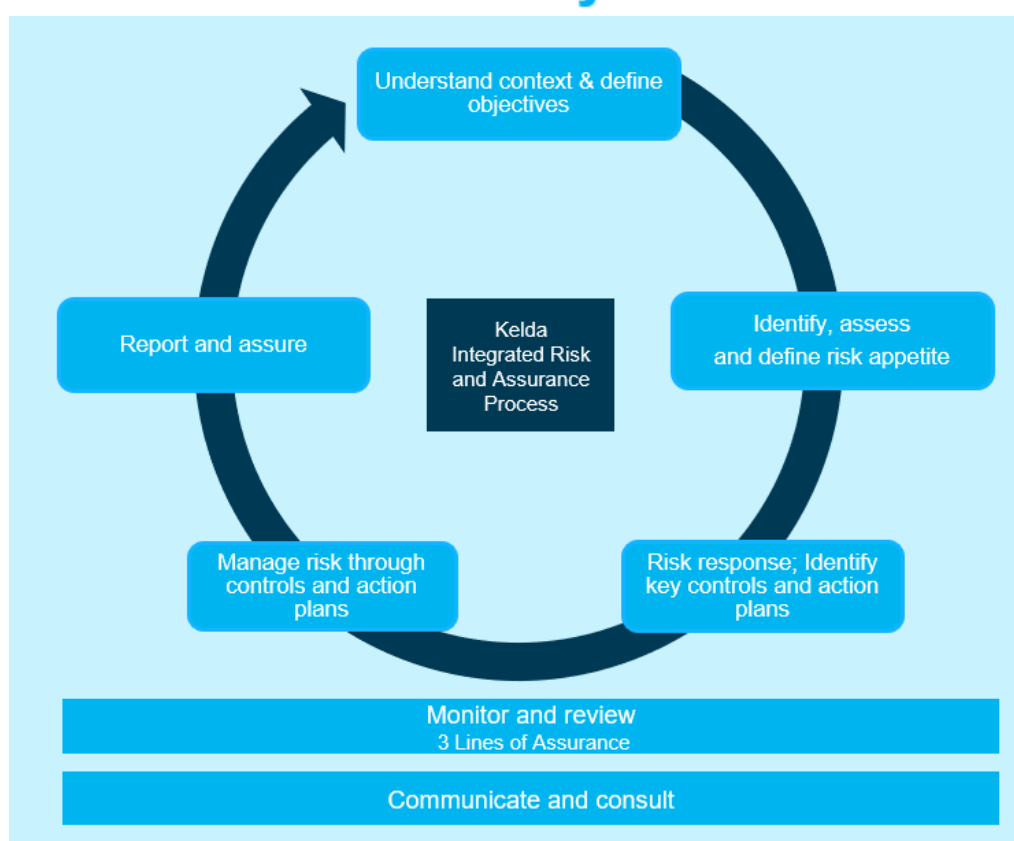 Understand context & define
objectives
Identify, assess
and define risk appetite
Risk response; Identify
key controls and action
plans
Manage risk through
controls and action
plans
Report and assure
Kelda
Integrated Risk
and Assurance
Process
Monitor and review
3 Lines of Assurance
Communicate and consult